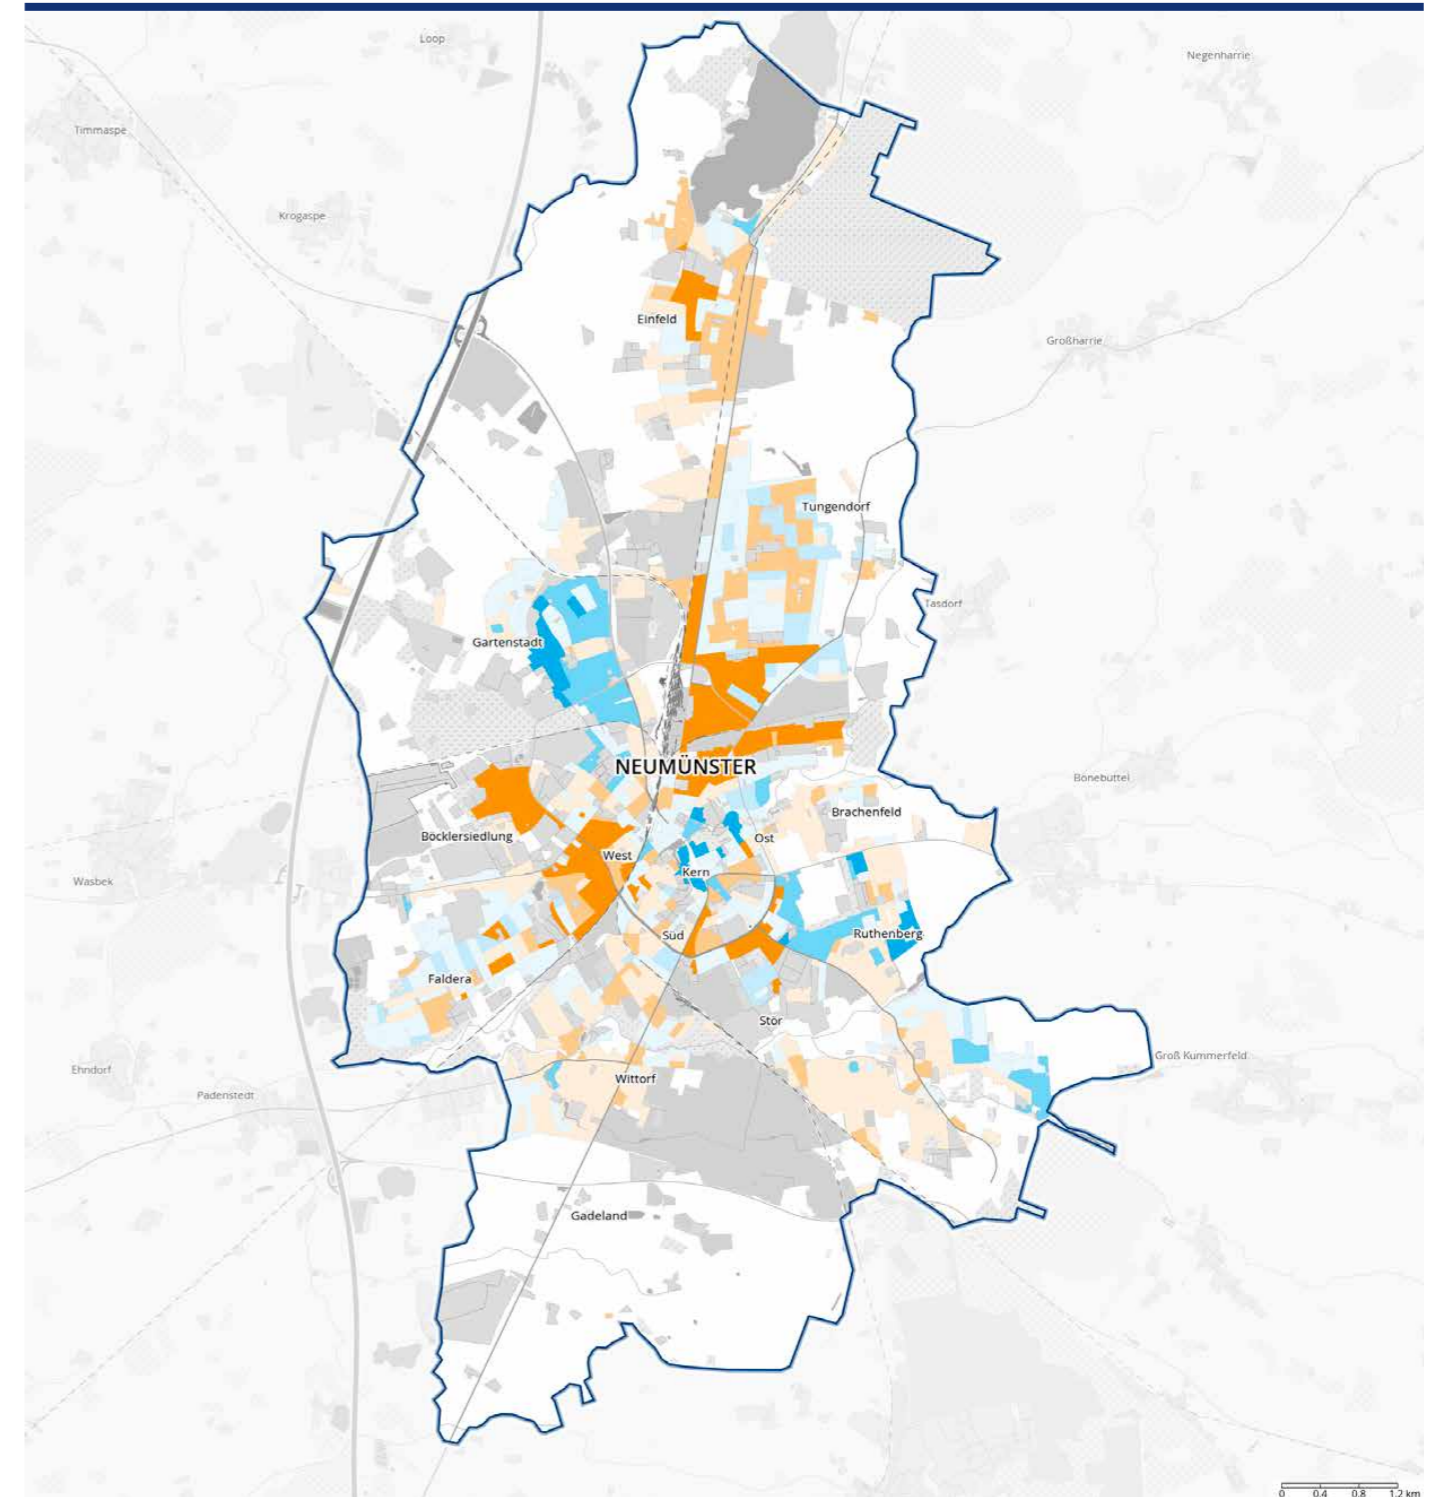 Loop
Negenharrie
Timmaspe
Krogaspe
Einfeld
Großharrie
Tungendorf
Tasdorf
Gartenstadt
NEUMÜNSTER
Bönebüttel
Brachenfeld
Böcklersiedlung
Ost
West
Kern
Wasbek
Süd
Ruthenberg
Faldera
Stör
Groß Kummerfeld
Ehndorf
Wittorf
Padenstedt
Gadeland
0 0.4 0.8 1.2 km